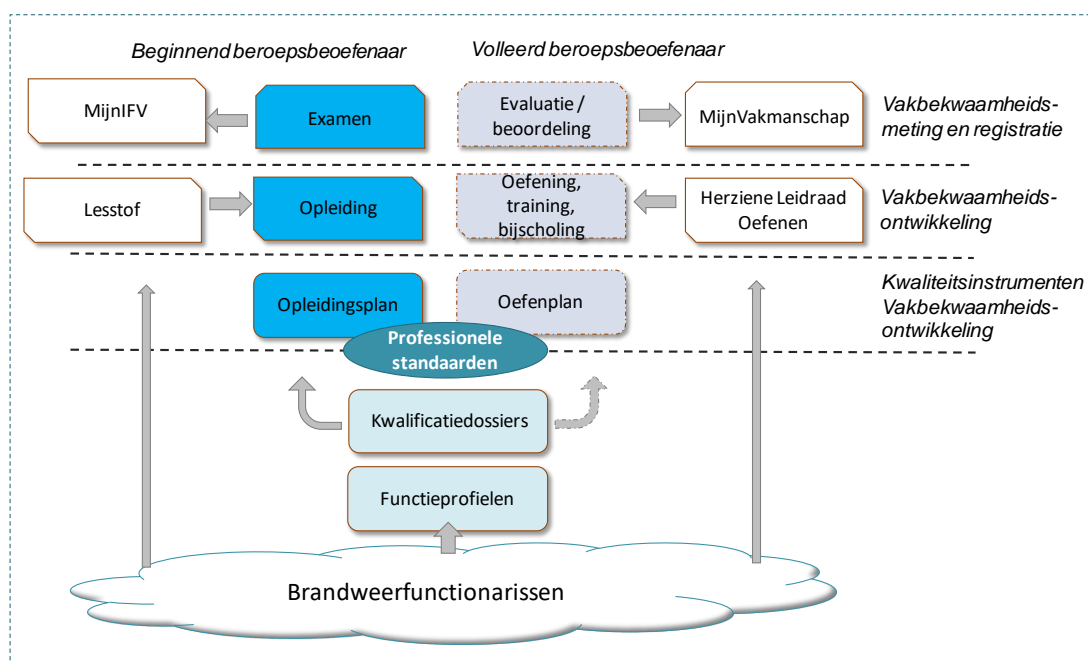 Beginnend beroepsbeoefenaar
Volleerd beroepsbeoefenaar
MijnIFV
Examen
Evaluatie /
beoordeling
MijnVakmanschap
Vakbekwaamheids-
meting en registratie
Lesstof
Opleiding
Oefening,
training,
bijscholing
Herziene Leidraad
Oefenen
Vakbekwaamheids-
ontwikkeling
Opleidingsplan
Oefenplan
Kwaliteitsinstrumenten
Vakbekwaamheids-
ontwikkeling
Professionele
standaarden
Kwalificatiedossiers
Functieprofielen
Brandweerfunctionarissen